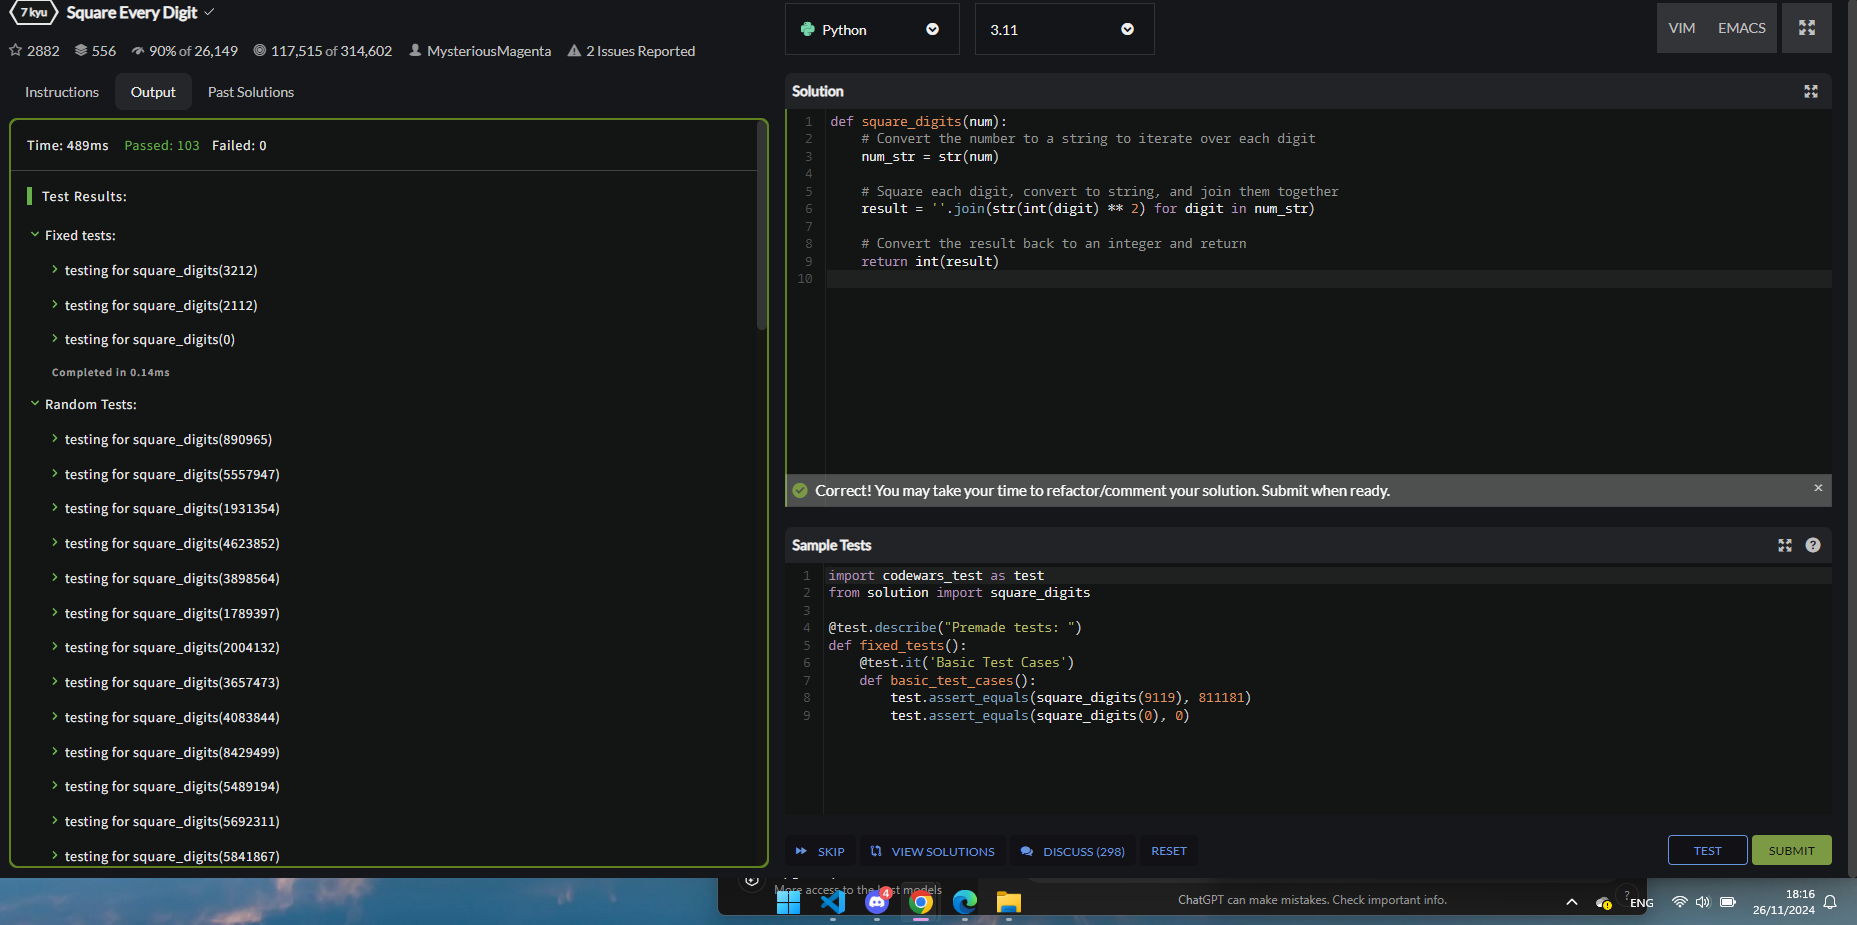 7 kyu Square Every Digit
2882 556 90% of 26,149 117,515 of 314,602 MysteriousMagenta 2 Issues Reported
Instructions Output Past Solutions
Time: 489ms Passed: 103 Failed: 0
Test Results:
Fixed tests:
testing for square_digits(3212)
testing for square_digits(2112)
testing for square_digits(0)
Completed in 0.14ms
Random Tests:
testing for square_digits(890965)
testing for square_digits(5557947)
testing for square_digits(1931354)
testing for square_digits(4623852)
testing for square_digits(3898564)
testing for square_digits(1789397)
testing for square_digits(2004132)
testing for square_digits(3657473)
testing for square_digits(4083844)
testing for square_digits(8429499)
testing for square_digits(5489194)
testing for square_digits(5692311)
testing for square_digits(5841867)
Python 3.11 VIM EMACS
Solution
1 def square_digits(num):
2     # Convert the number to a string to iterate over each digit
3     num_str = str(num)
4
5     # Square each digit, convert to string, and join them together
6     result = ''.join(str(int(digit) ** 2) for digit in num_str)
7
8     # Convert the result back to an integer and return
9     return int(result)
10
Correct! You may take your time to refactor/comment your solution. Submit when ready.
Sample Tests
1 import codewars_test as test
2 from solution import square_digits
3
4 @test.describe("Premade tests: ")
5 def fixed_tests():
6     @test.it('Basic Test Cases')
7     def basic_test_cases():
8         test.assert_equals(square_digits(9119), 811181)
9         test.assert_equals(square_digits(0), 0)
SKIP VIEW SOLUTIONS DISCUSS (298) RESET TEST SUBMIT
More access to the models
4
ChatGPT can make mistakes. Check important info.
?
ENG
18:16
26/11/2024